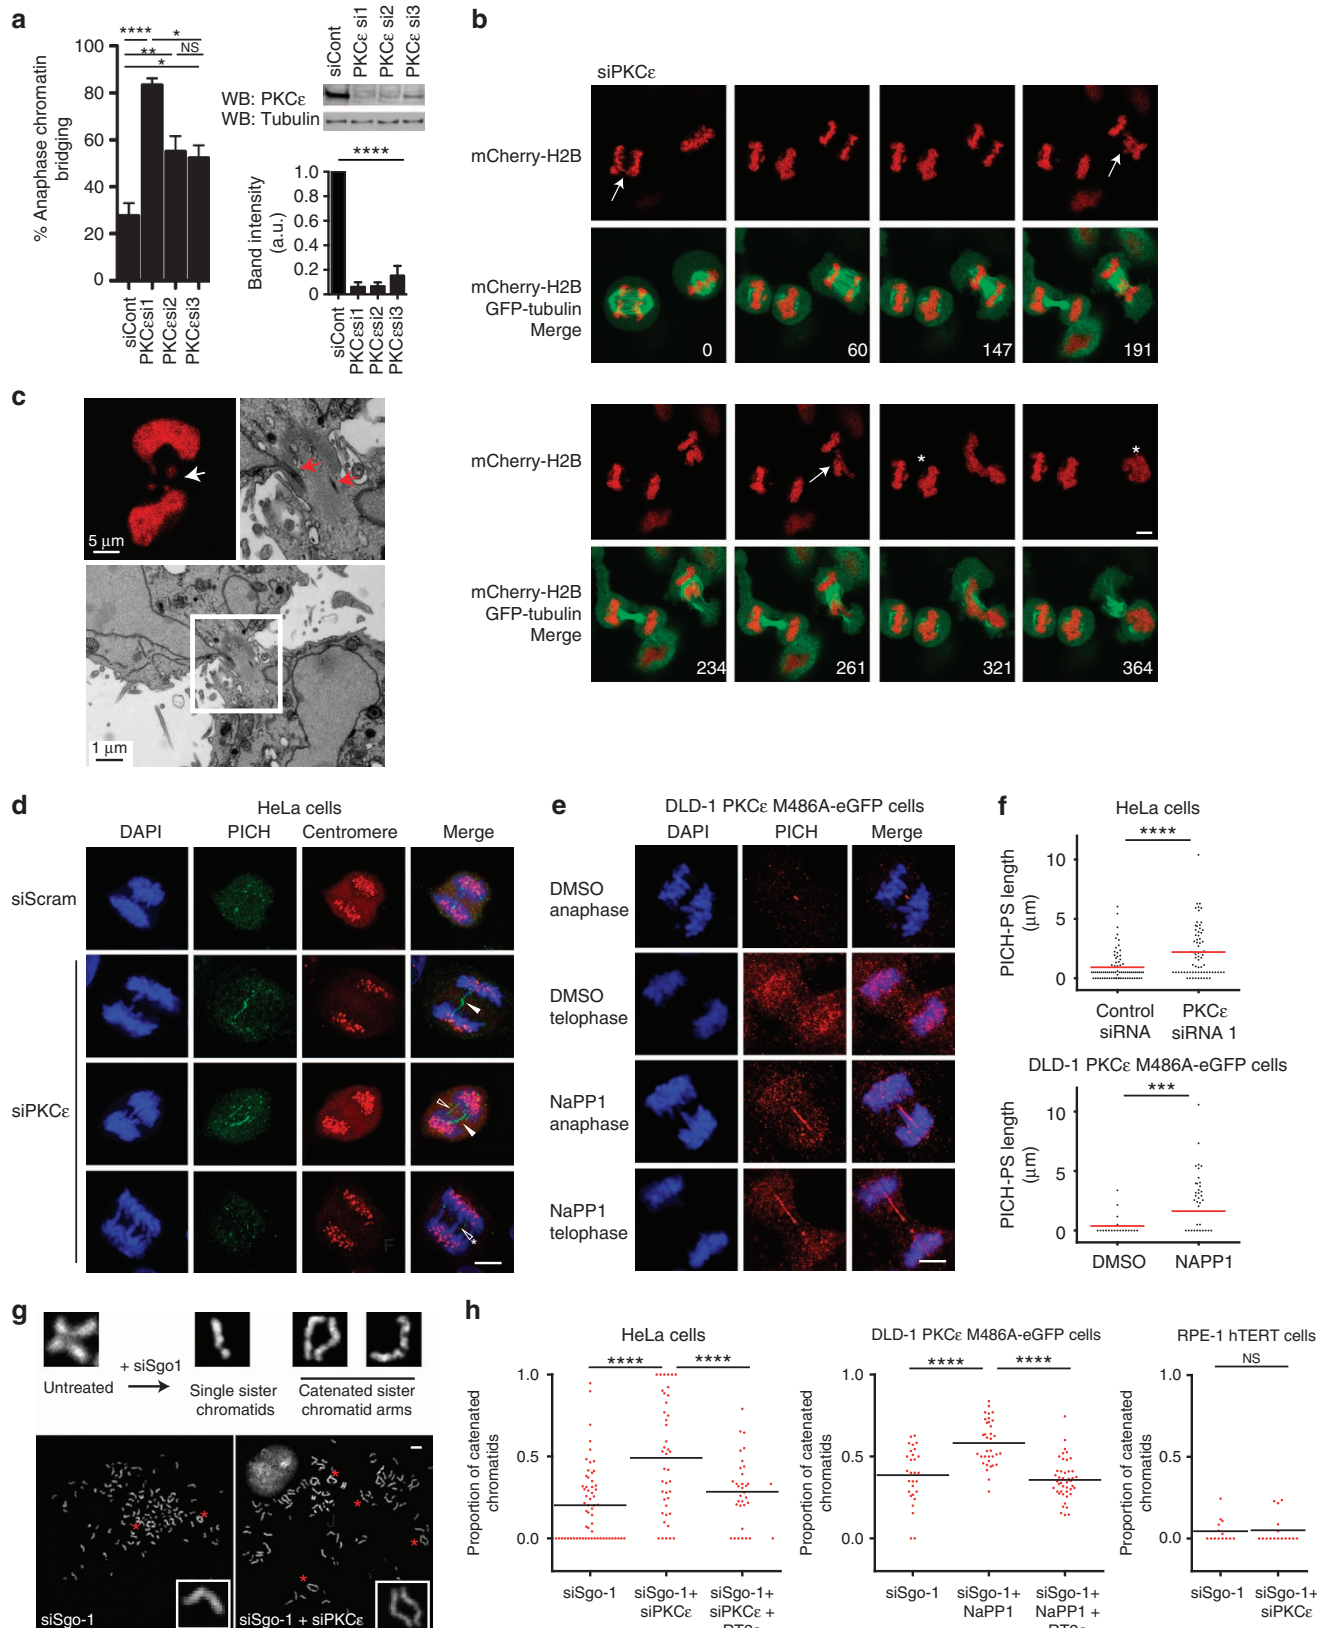 a
**** *
** NS
*
100
80
60
40
20
0
% Anaphase chromatin
bridging
siCont
PKCεsi1
PKCεsi2
PKCεsi3
siCont
PKCε si1
PKCε si2
PKCε si3
WB: PKCε
WB: Tubulin
****
1.0
0.8
0.6
0.4
0.2
0
Band intensity
(a.u.)
siCont
PKCεsi1
PKCεsi2
PKCεsi3
b
siPKCε
mCherry-H2B
mCherry-H2B
GFP-tubulin
Merge
0 60 147 191
mCherry-H2B
* *
mCherry-H2B
GFP-tubulin
Merge
234 261 321 364
c
5 μm
1 μm
d
HeLa cells
DAPI PICH Centromere Merge
siScram
siPKCε
*
F
e
DLD-1 PKCε M486A-eGFP cells
DAPI PICH Merge
DMSO
anaphase
DMSO
telophase
NaPP1
anaphase
NaPP1
telophase
f
HeLa cells
****
10
5
0
PICH-PS length
(μm)
Control
siRNA
PKCε
siRNA 1
DLD-1 PKCε M486A-eGFP cells
***
10
5
0
PICH-PS length
(μm)
DMSO NAPP1
g
+ siSgo1
Untreated
Single sister
chromatids
Catenated sister
chromatid arms
* *
siSgo-1
* * * *
siSgo-1 + siPKCε
h
HeLa cells
**** ****
1.0
0.5
0.0
Proportion of catenated
chromatids
siSgo-1
siSgo-1+
siPKCε
siSgo-1+
siPKCε +
DLD-1 PKCε M486A-eGFP cells
**** ****
1.0
0.5
0.0
Proportion of catenated
chromatids
siSgo-1
siSgo-1+
NaPP1
siSgo-1+
NaPP1 +
RPE-1 hTERT cells
NS
1.0
0.5
0.0
Proportion of catenated
chromatids
siSgo-1
siSgo-1+
siPKCε